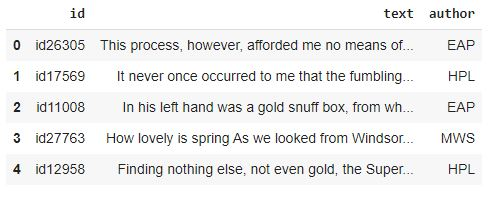 id text author
0 id26305 This process, however, afforded me no means of... EAP
1 id17569 It never once occurred to me that the fumbling... HPL
2 id11008 In his left hand was a gold snuff box, from wh... EAP
3 id27763 How lovely is spring As we looked from Windsor... MWS
4 id12958 Finding nothing else, not even gold, the Super... HPL